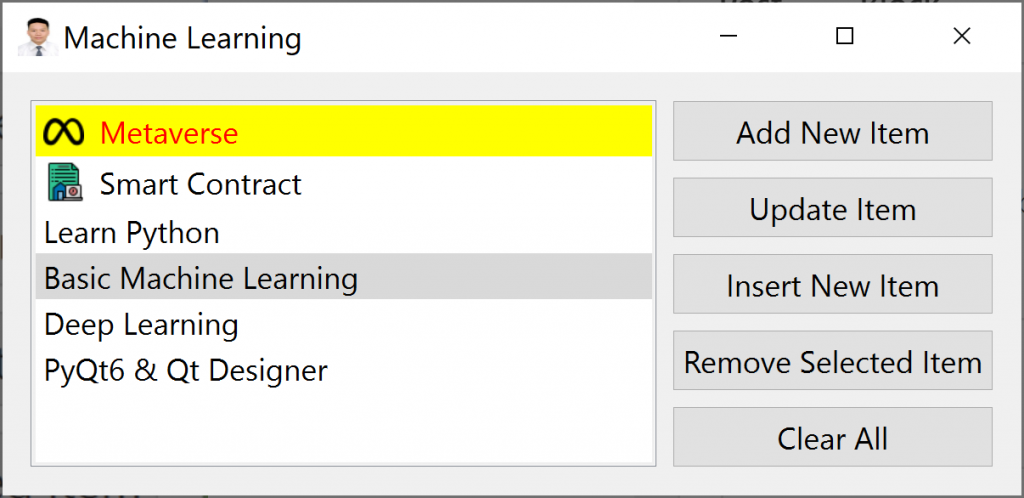 Machine Learning
Metaverse
Smart Contract
Learn Python
Basic Machine Learning
Deep Learning
PyQt6 & Qt Designer
Add New Item
Update Item
Insert New Item
Remove Selected Item
Clear All